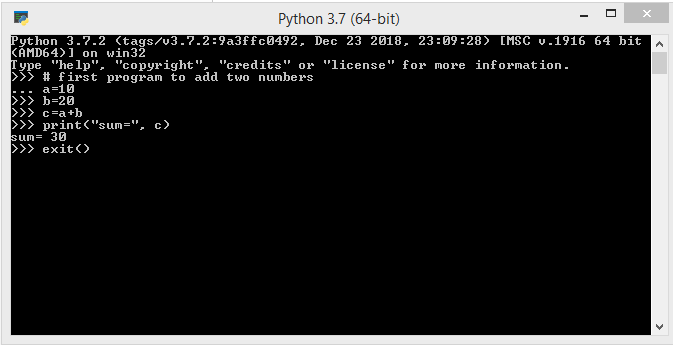 Python 3.7 (64-bit)
Python 3.7.2 (tags/v3.7.2:9a3ffc0492, Dec 23 2018, 23:09:28) [MSC v.1916 64 bit
(AMD64)] on win32
Type "help", "copyright", "credits" or "license" for more information.
>>> # first program to add two numbers
... a=10
>>> b=20
>>> c=a+b
>>> print("sum=", c)
sum= 30
>>> exit()